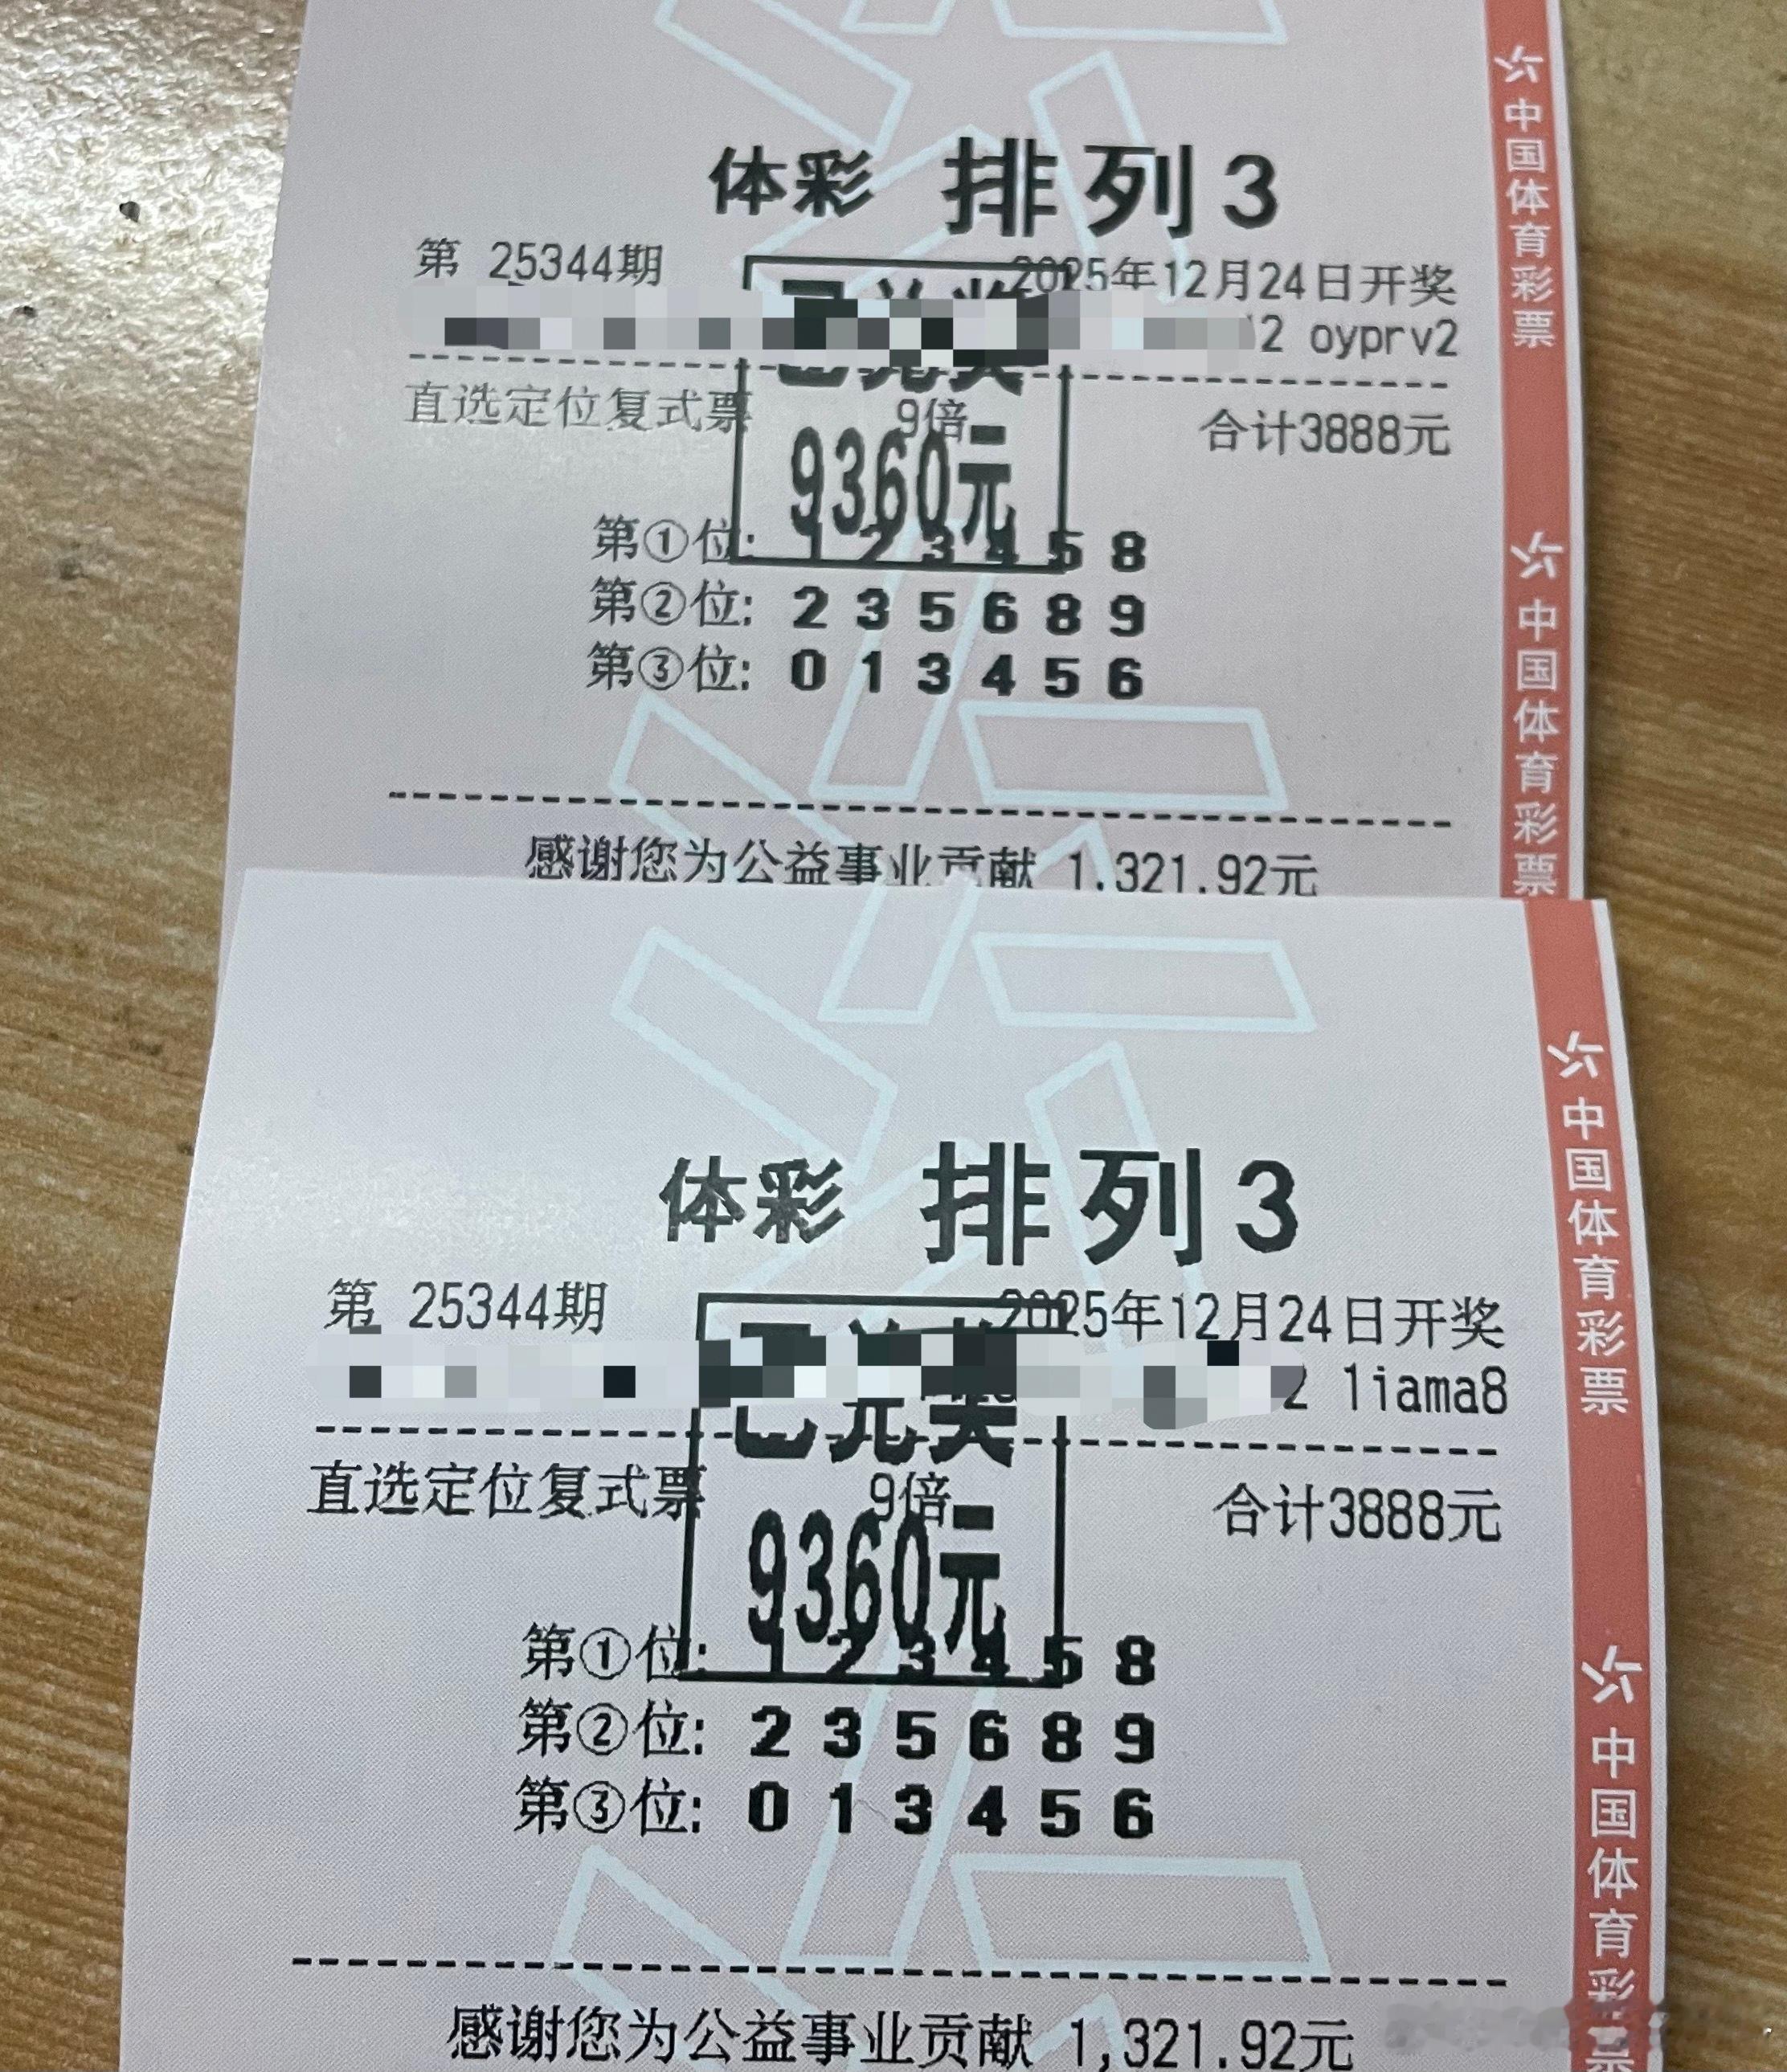 体彩 排列3
第 25344期 2025年12月24日开奖
2 oyprv2
已兑奖
直选定位复式票 9倍 合计3888元
9360元
第①位: 1 2 3 4 5 8
第②位: 2 3 5 6 8 9
第③位: 0 1 3 4 5 6
感谢您为公益事业贡献 1,321.92元
中国体育彩票
中国体育彩票
体彩 排列3
第 25344期 2025年12月24日开奖
2 1iama8
已兑奖
直选定位复式票 9倍 合计3888元
9360元
第①位: 1 2 3 4 5 8
第②位: 2 3 5 6 8 9
第③位: 0 1 3 4 5 6
感谢您为公益事业贡献 1,321.92元
中国体育彩票
中国体育彩票